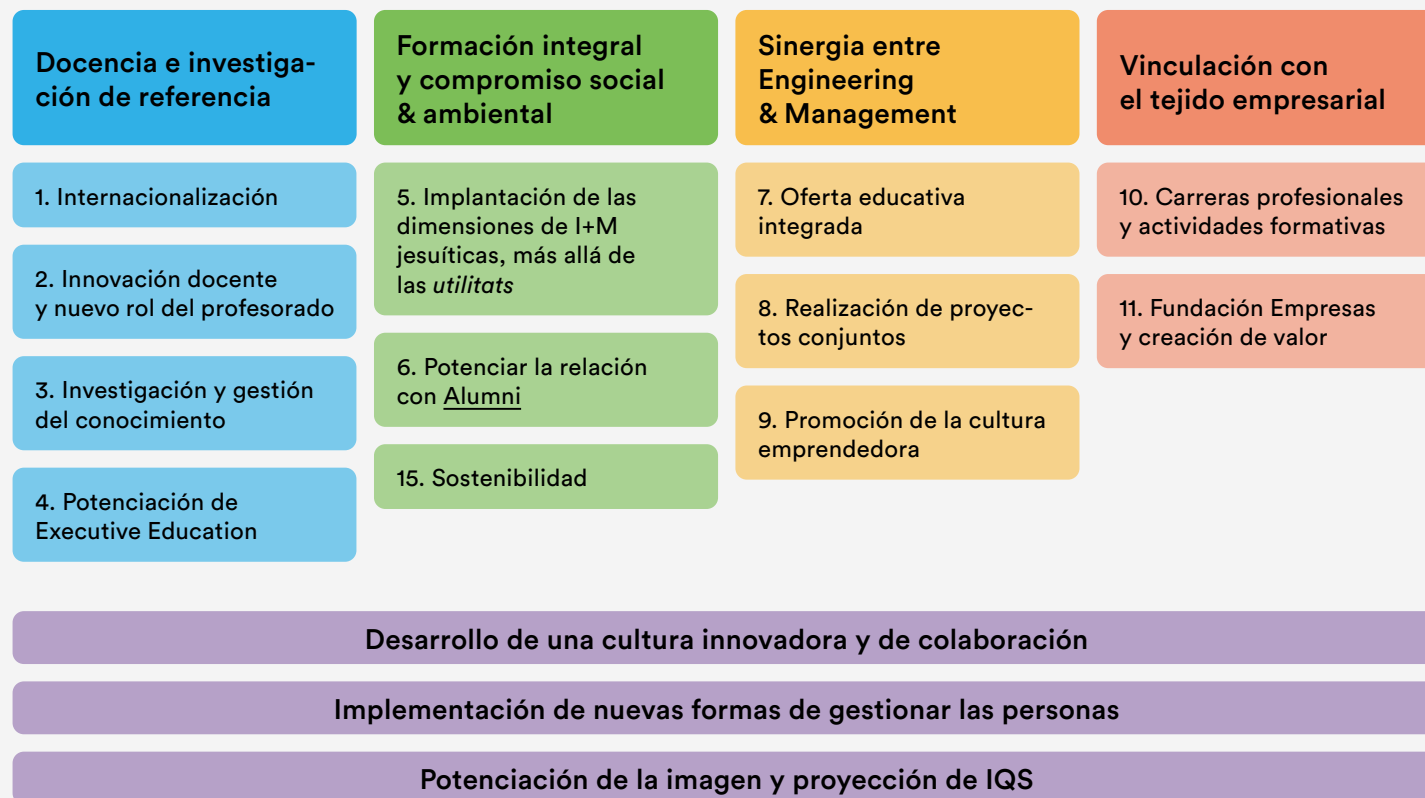 Docencia e investiga-
ción de referencia
1. Internacionalización
2. Innovación docente
y nuevo rol del profesorado
3. Investigación y gestión
del conocimiento
4. Potenciación de
Executive Education
Formación integral
y compromiso social
& ambiental
5. Implantación de las
dimensiones de I+M
jesuíticas, más allá de
las utilitats
6. Potenciar la relación
con Alumni
15. Sostenibilidad
Sinergia entre
Engineering
& Management
7. Oferta educativa
integrada
8. Realización de proyec-
tos conjuntos
9. Promoción de la cultura
emprendedora
Vinculación con
el tejido empresarial
10. Carreras profesionales
y actividades formativas
11. Fundación Empresas
y creación de valor
Desarrollo de una cultura innovadora y de colaboración
Implementación de nuevas formas de gestionar las personas
Potenciación de la imagen y proyección de IQS